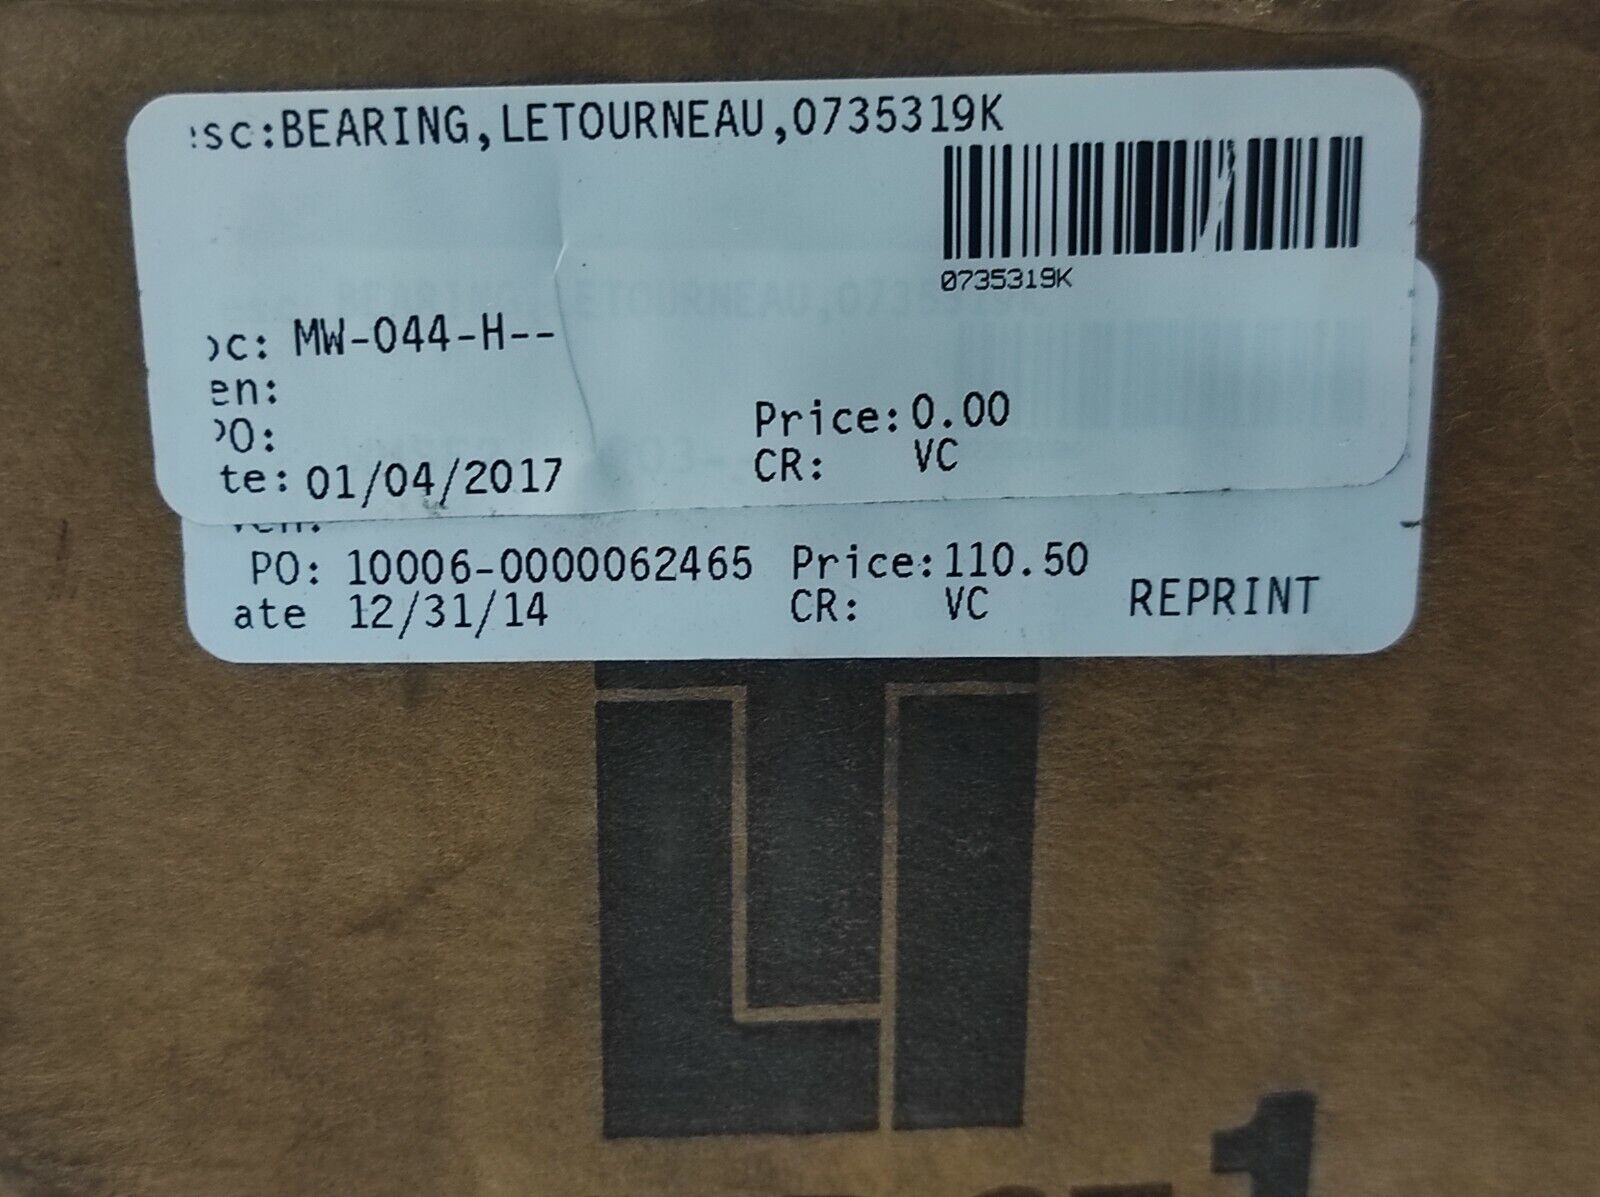 :sc:BEARING,LETOURNEAU,0735319K
0735319K
oc: MW-044-H--
en:
PO:
Price:0.00
te:01/04/2017
CR: VC
PO: 10006-0000062465 Price:110.50
ate 12/31/14 CR: VC REPRINT
1